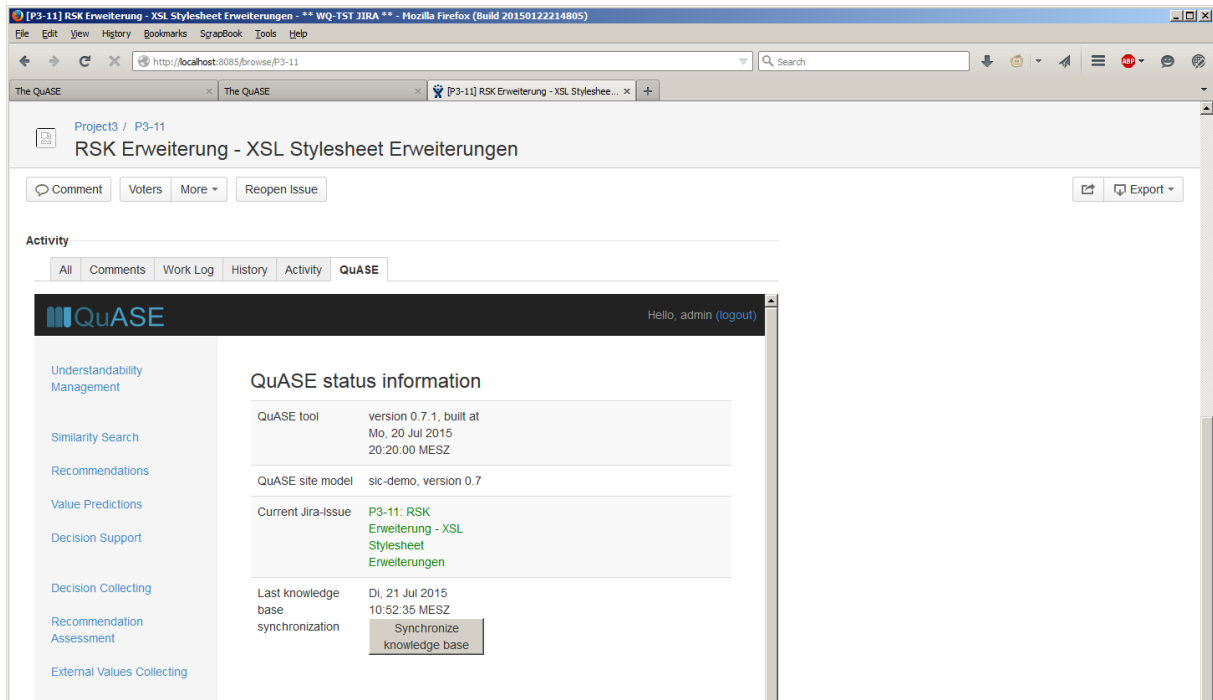 [P3-11] RSK Erweiterung - XSL Stylesheet Erweiterungen - ** WQ-TST JIRA ** - Mozilla Firefox (Build 20150122214805)
File Edit View History Bookmarks ScrapBook Tools Help
http://localhost:8085/browse/P3-11
Search
ABP
The QuASE
The QuASE
[P3-11] RSK Erweiterung - XSL Styleshee...
Project3 / P3-11
RSK Erweiterung - XSL Stylesheet Erweiterungen
Comment Voters More Reopen Issue Export
Activity
All Comments Work Log History Activity QuASE
QuASE
Hello, admin (logout)
Understandability
Management
Similarity Search
Recommendations
Value Predictions
Decision Support
Decision Collecting
Recommendation
Assessment
External Values Collecting
QuASE status information
QuASE tool
version 0.7.1, built at
Mo, 20 Jul 2015
20:20:00 MESZ
QuASE site model
sic-demo, version 0.7
Current Jira-Issue
P3-11: RSK
Erweiterung - XSL
Stylesheet
Erweiterungen
Last knowledge
base
synchronization
Di, 21 Jul 2015
10:52:35 MESZ
Synchronize
knowledge base